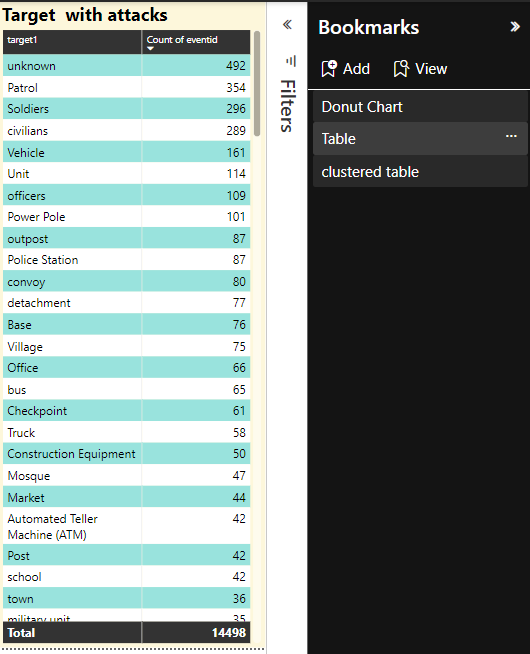 Target  with attacks
target1 Count of eventid
unknown 492
Patrol 354
Soldiers 296
civilians 289
Vehicle 161
Unit 114
officers 109
Power Pole 101
outpost 87
Police Station 87
convoy 80
detachment 77
Base 76
Village 75
Office 66
bus 65
Checkpoint 61
Truck 58
Construction Equipment 50
Mosque 47
Market 44
Automated Teller 42
Machine (ATM)
Post 42
school 42
town 36
military unit 35
Total 14498
Filters
Bookmarks
Add View
Donut Chart
Table
clustered table